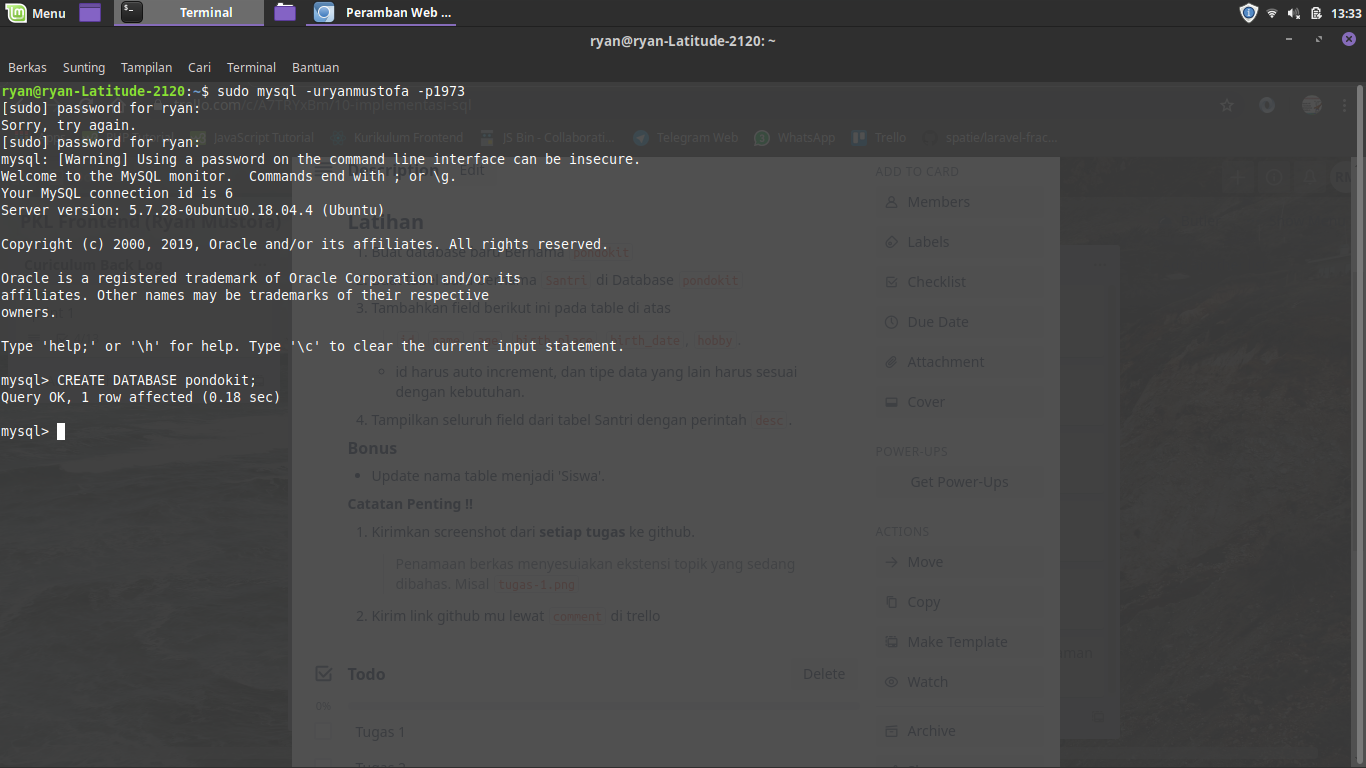 Menu
Terminal
Peramban Web ...
13:33
ryan@ryan-Latitude-2120: ~
Berkas Sunting Tampilan Cari Terminal Bantuan
ryan@ryan-Latitude-2120:~$ sudo mysql -uryanmustofa -p1973
[sudo] password for ryan:
Sorry, try again.
[sudo] password for ryan:
mysql: [Warning] Using a password on the command line interface can be insecure.
Welcome to the MySQL monitor.  Commands end with ; or \g.
Your MySQL connection id is 6
Server version: 5.7.28-0ubuntu0.18.04.4 (Ubuntu)
Copyright (c) 2000, 2019, Oracle and/or its affiliates. All rights reserved.
Oracle is a registered trademark of Oracle Corporation and/or its
affiliates. Other names may be trademarks of their respective
owners.
Type 'help;' or '\h' for help. Type '\c' to clear the current input statement.
mysql> CREATE DATABASE pondokit;
Query OK, 1 row affected (0.18 sec)
mysql>
JavaScript Tutorial Kurikulum Frontend JS Bin - Collaborati... Telegram Web WhatsApp Trello spatie/laravel-frac...
PKL Frontend (Ryan Mustofa)
Description Edit
Latihan
1. Buat database baru Bernama pondokit
Santri di Database pondokit
3. Tambahkan field berikut ini pada table di atas
hobby
id harus auto increment, dan tipe data yang lain harus sesuai
dengan kebutuhan.
4. Tampilkan seluruh field dari tabel Santri dengan perintah desc.
Bonus
• Update nama table menjadi 'Siswa'.
Catatan Penting !!
1. Kirimkan screenshot dari setiap tugas ke github.
Penamaan berkas menyesuaikan ekstensi topik yang sedang
dibahas. Misal tugas-1.png
2. Kirim link github mu lewat comment di trello
Todo
Delete
0%
Tugas 1
ADD TO CARD
Members
Labels
Checklist
Due Date
Attachment
Cover
POWER-UPS
Get Power-Ups
ACTIONS
Move
Copy
Make Template
Watch
Archive